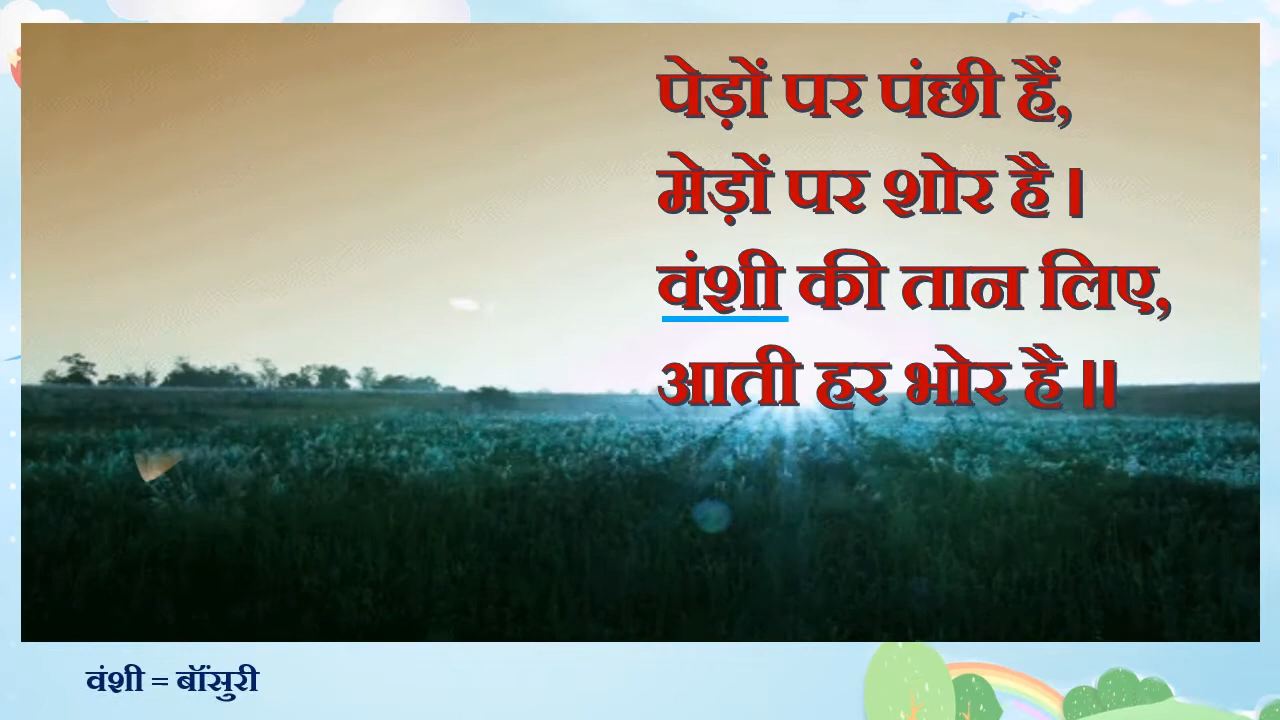 पेड़ों पर पंछी हैं,
मेड़ों पर शोर है।
वंशी की तान लिए,
आती हर भोर है॥
वंशी = बाँसुरी